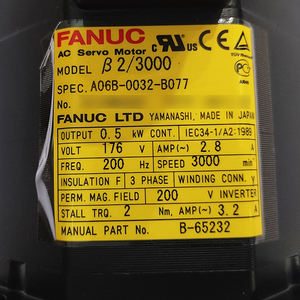 FANUC
AC Servo Motor
MODEL β 2/3000
SPEC. A06B-0032-B077
No.
FANUC LTD YAMANASHI, MADE IN JAPAN
OUTPUT 0.5 kW CONT. IEC34-1/A2:1989
VOLT 176 V AMP(~) 2.8 A
FREQ. 200 Hz SPEED 3000 min
INSULATION F 3 PHASE WINDING CONN. Y
PERM. MAG. FIELD 200 V INVERTER
STALL TRQ. 2 Nm, AMP(~) 3.2 A
MANUAL PART No. B-65232